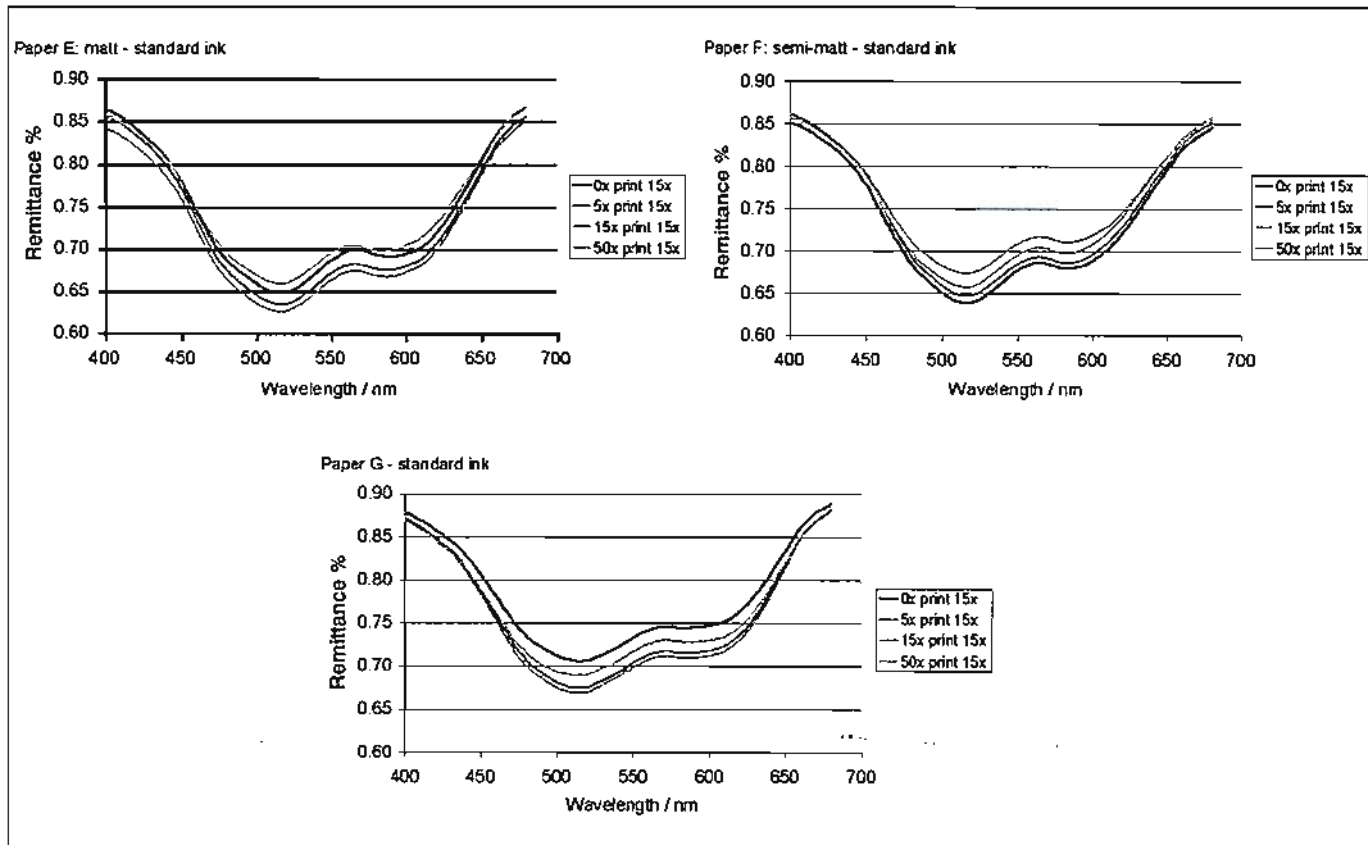 Paper E: matt - standard ink
0.90
0.85
0.80
0.75
0.70
0.65
0.60
Remittance %
400 450 500 550 600 650 700
Wavelength / nm
0x print 15x
5x print 15x
15x print 15x
50x print 15x
Paper F: semi-matt - standard ink
0.90
0.85
0.80
0.75
0.70
0.65
0.60
Remittance %
400 450 500 550 600 650 700
Wavelength / nm
0x print 15x
5x print 15x
15x print 15x
50x print 15x
Paper G - standard ink
0.90
0.85
0.80
0.75
0.70
0.65
0.60
Remittance %
400 450 500 550 600 650 700
Wavelength / nm
0x print 15x
5x print 15x
15x print 15x
50x print 15x